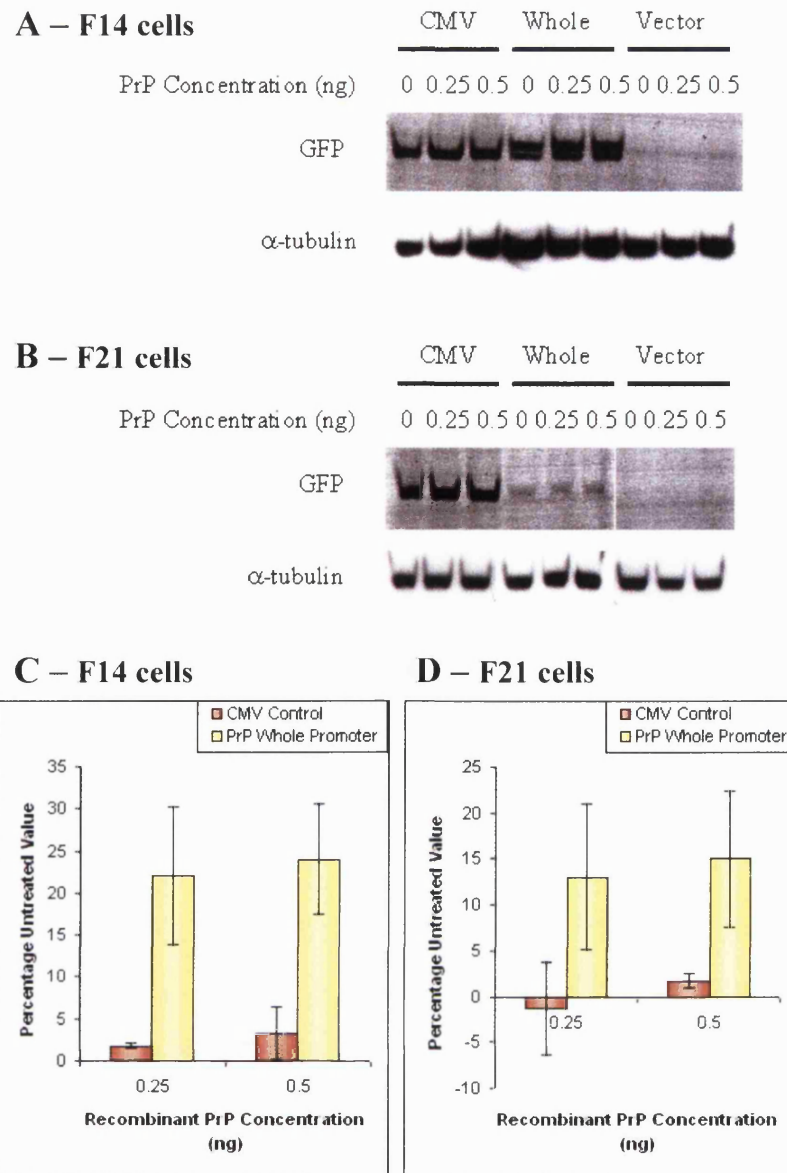 A – F14 cells
CMV Whole Vector
PrP Concentration (ng) 0 0.25 0.5 0 0.25 0.5 0 0.25 0.5
GFP
α-tubulin
B – F21 cells
CMV Whole Vector
PrP Concentration (ng) 0 0.25 0.5 0 0.25 0.5 0 0.25 0.5
GFP
α-tubulin
C – F14 cells
CMV Control
PrP Whole Promoter
35
30
25
20
15
10
5
0
Percentage Untreated Value
0.25 0.5
Recombinant PrP Concentration
(ng)
D – F21 cells
CMV Control
PrP Whole Promoter
25
20
15
10
5
0
-5
-10
Percentage Untreated Value
0.25 0.5
Recombinant PrP Concentration
(ng)